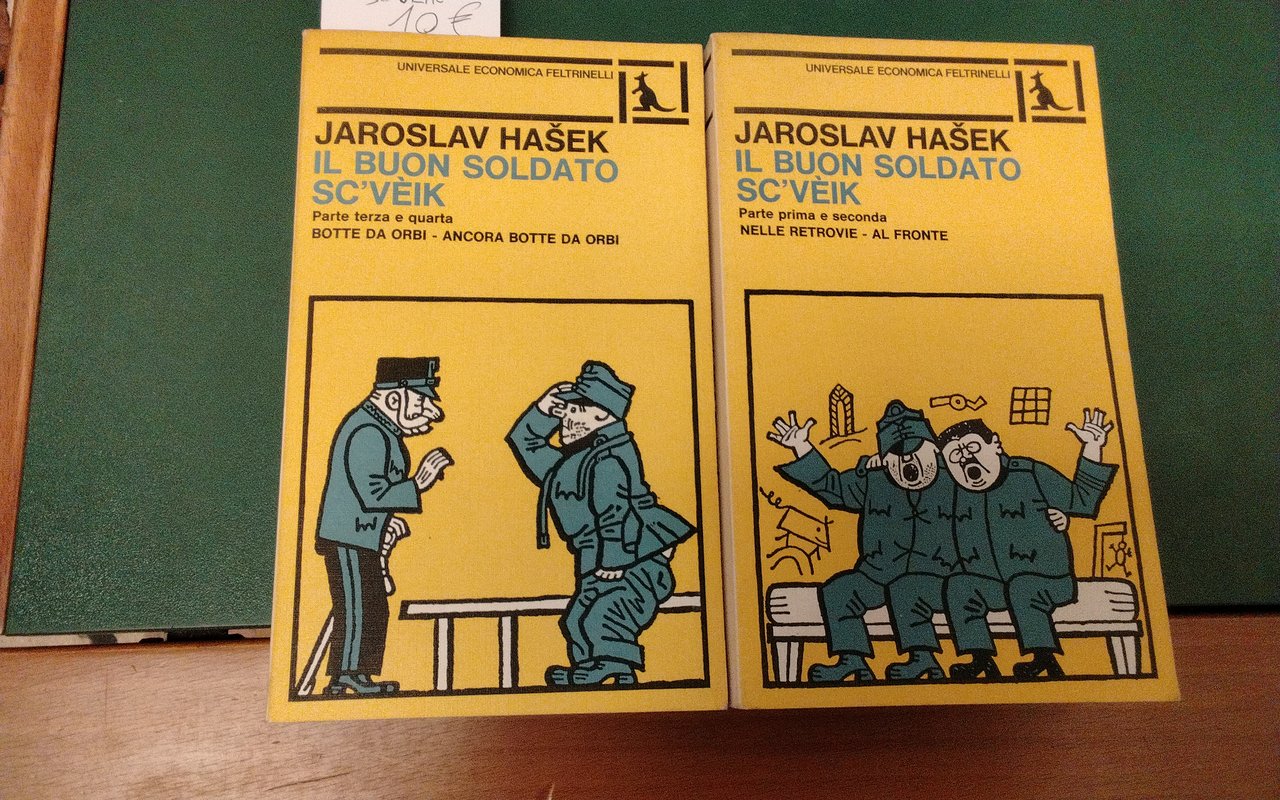 10 €
UNIVERSALE ECONOMICA FELTRINELLI
JAROSLAV HAŠEK
IL BUON SOLDATO
SC'VÈIK
Parte terza e quarta
BOTTE DA ORBI - ANCORA BOTTE DA ORBI
UNIVERSALE ECONOMICA FELTRINELLI
JAROSLAV HAŠEK
IL BUON SOLDATO
SC'VÈIK
Parte prima e seconda
NELLE RETROVIE - AL FRONTE